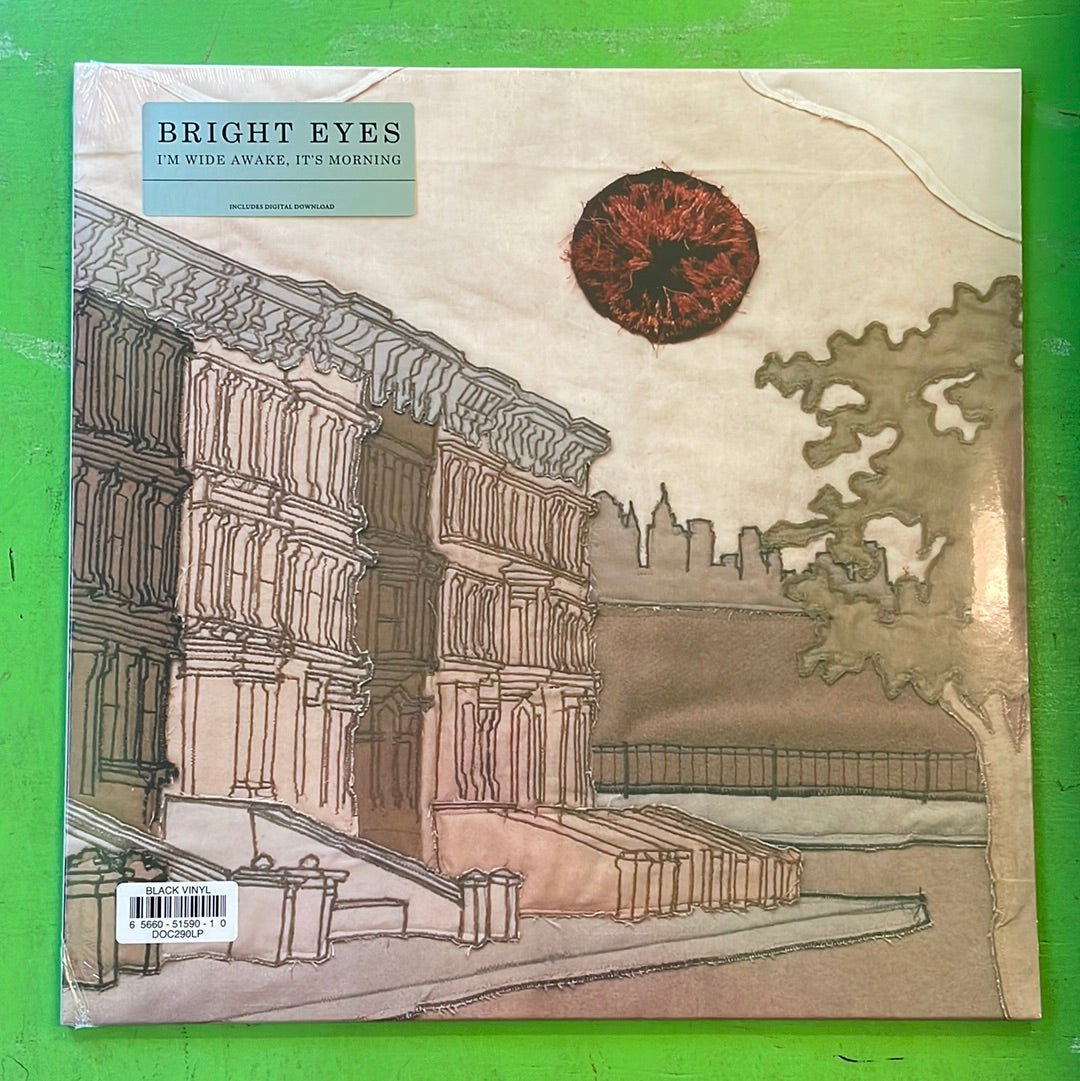 BRIGHT EYES
I'M WIDE AWAKE, IT'S MORNING
INCLUDES DIGITAL DOWNLOAD
BLACK VINYL
6 5660 - 51590 - 1 0
DOC290LP